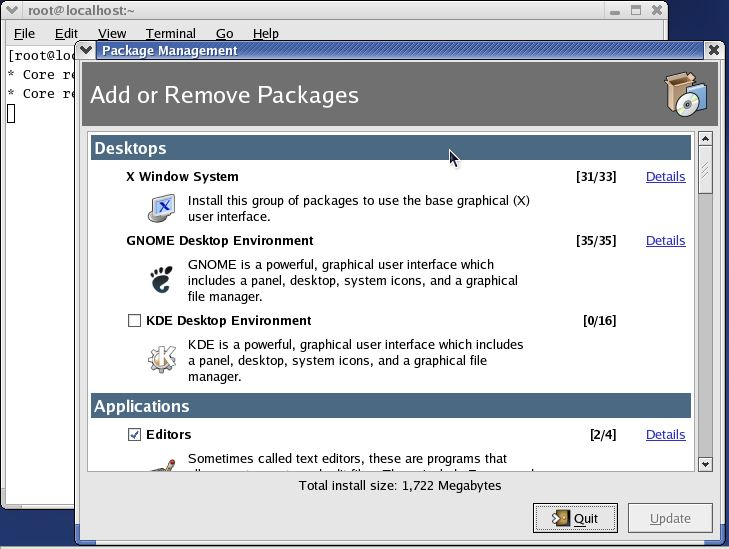 root@localhost:~
File Edit View Terminal Go Help
[root@loc
* Core re
* Core re
Package Management
Add or Remove Packages
Desktops
X Window System [31/33] Details
Install this group of packages to use the base graphical (X)
user interface.
GNOME Desktop Environment [35/35] Details
GNOME is a powerful, graphical user interface which
includes a panel, desktop, system icons, and a graphical
file manager.
KDE Desktop Environment [0/16]
KDE is a powerful, graphical user interface which includes
a panel, desktop, system icons, and a graphical file
manager.
Applications
Editors [2/4] Details
Sometimes called text editors, these are programs that
Total install size: 1,722 Megabytes
Quit Update